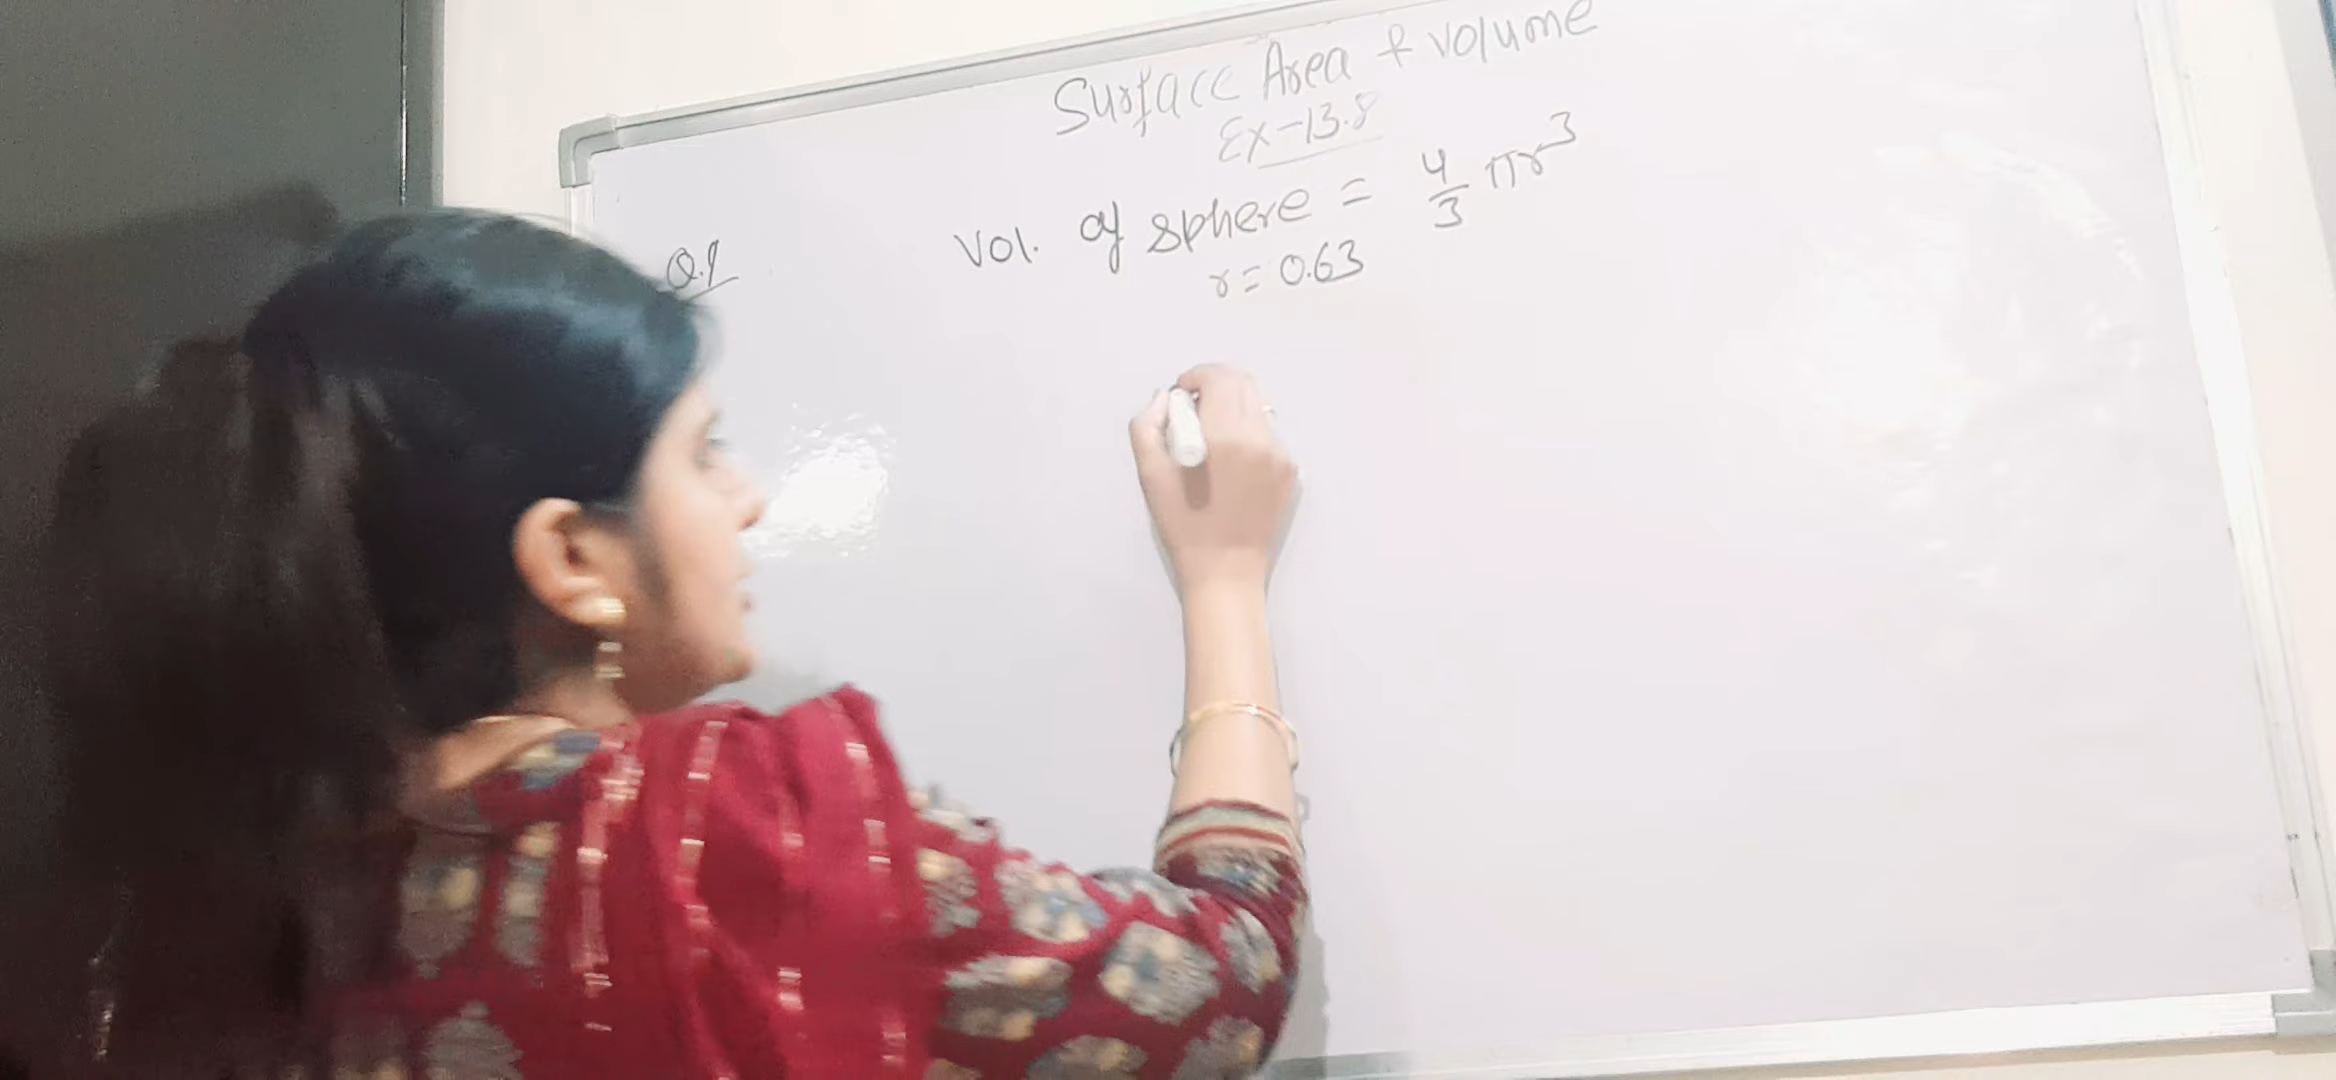 Surface Area & Volume
Ex-13.8
Q.1 Vol. of sphere = 4/3 πr³
r = 0.63